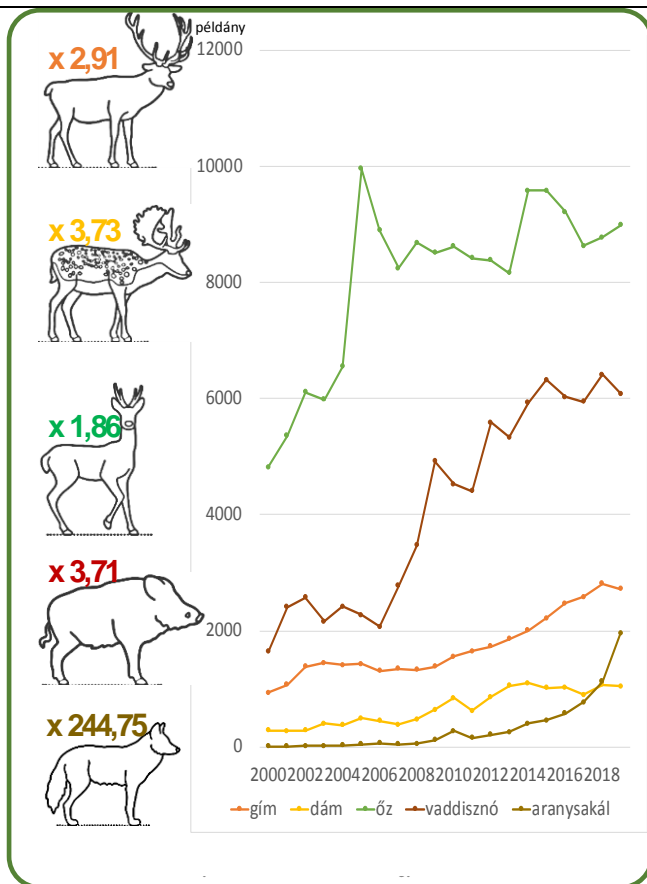 példány
x 2,91
x 3,73
x 1,86
x 3,71
x 244,75
12000
10000
8000
6000
4000
2000
0
2000 2002 2004 2006 2008 2010 2012 2014 2016 2018
gím dám őz vaddisznó aranysakál